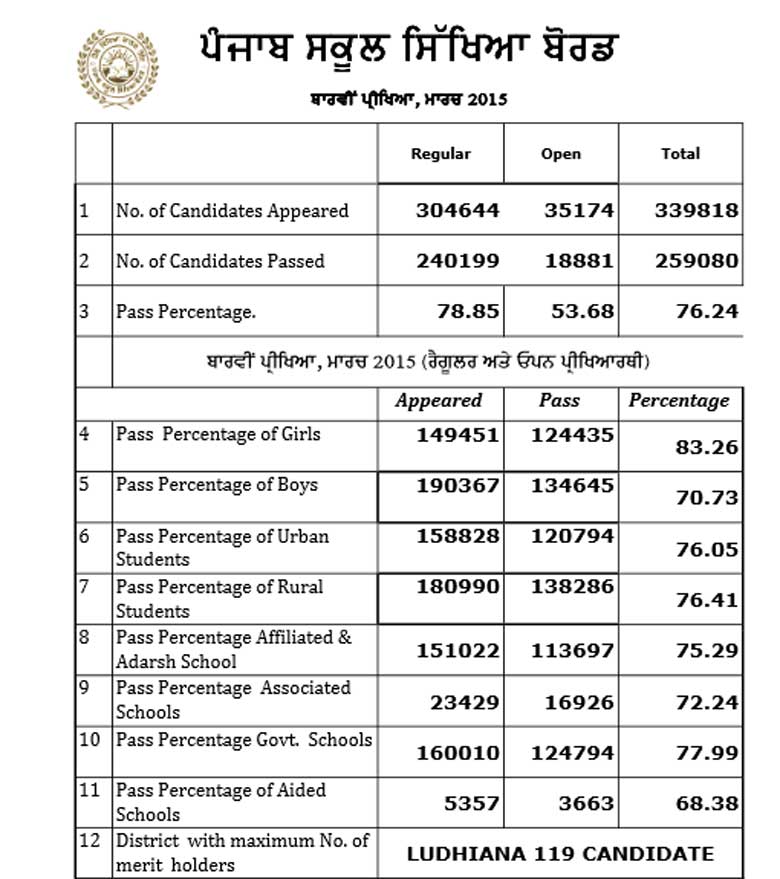 ਪੰਜਾਬ ਸਕੂਲ ਸਿੱਖਿਆ ਬੋਰਡ
ਬਾਰਵੀਂ ਪ੍ਰੀਖਿਆ, ਮਾਰਚ 2015
Regular Open Total
1 No. of Candidates Appeared 304644 35174 339818
2 No. of Candidates Passed 240199 18881 259080
3 Pass Percentage. 78.85 53.68 76.24
ਬਾਰਵੀਂ ਪ੍ਰੀਖਿਆ, ਮਾਰਚ 2015 (ਰੈਗੂਲਰ ਅਤੇ ਓਪਨ ਪ੍ਰੀਖਿਆਰਥੀ)
Appeared Pass Percentage
4 Pass Percentage of Girls 149451 124435 83.26
5 Pass Percentage of Boys 190367 134645 70.73
6 Pass Percentage of Urban
Students 158828 120794 76.05
7 Pass Percentage of Rural
Students 180990 138286 76.41
8 Pass Percentage Affiliated &
Adarsh School 151022 113697 75.29
9 Pass Percentage Associated
Schools 23429 16926 72.24
10 Pass Percentage Govt. Schools 160010 124794 77.99
11 Pass Percentage of Aided
Schools 5357 3663 68.38
12 District with maximum No. of
merit holders LUDHIANA 119 CANDIDATE